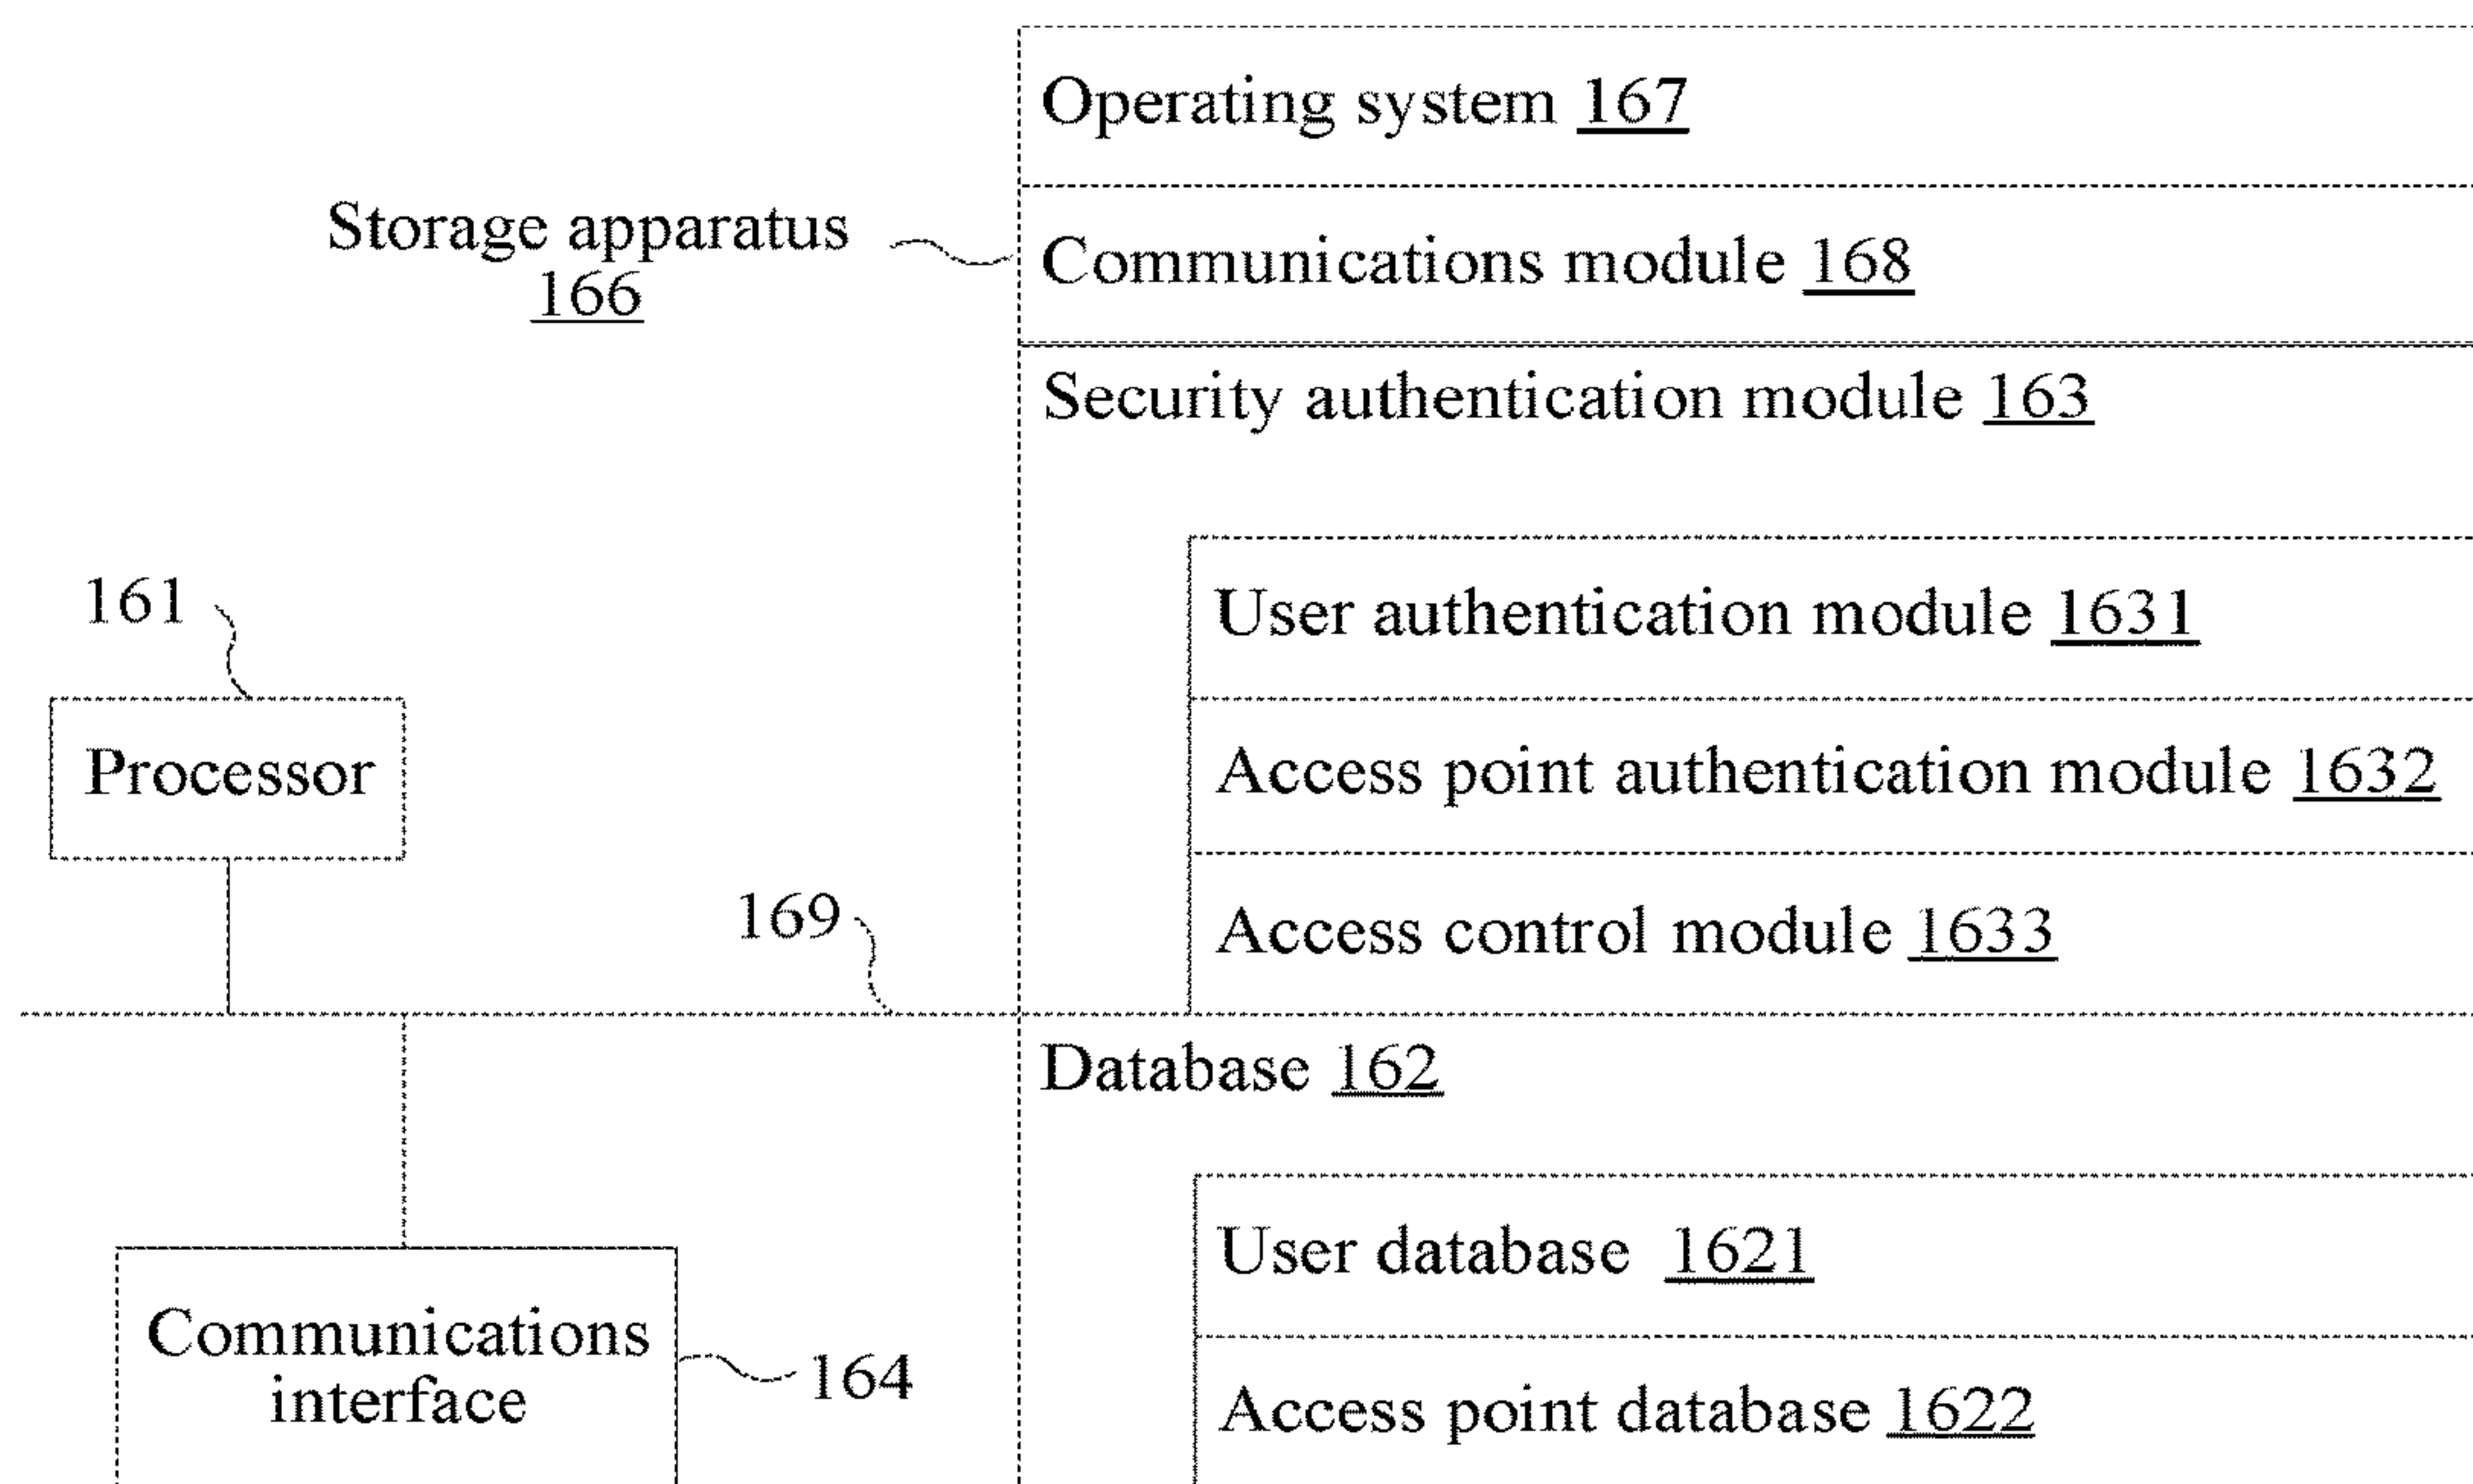 Operating system 167
Storage apparatus
166
Communications module 168
Security authentication module 163
161
User authentication module 1631
Processor
Access point authentication module 1632
169
Access control module 1633
Database 162
User database 1621
Communications
interface
164
Access point database 1622